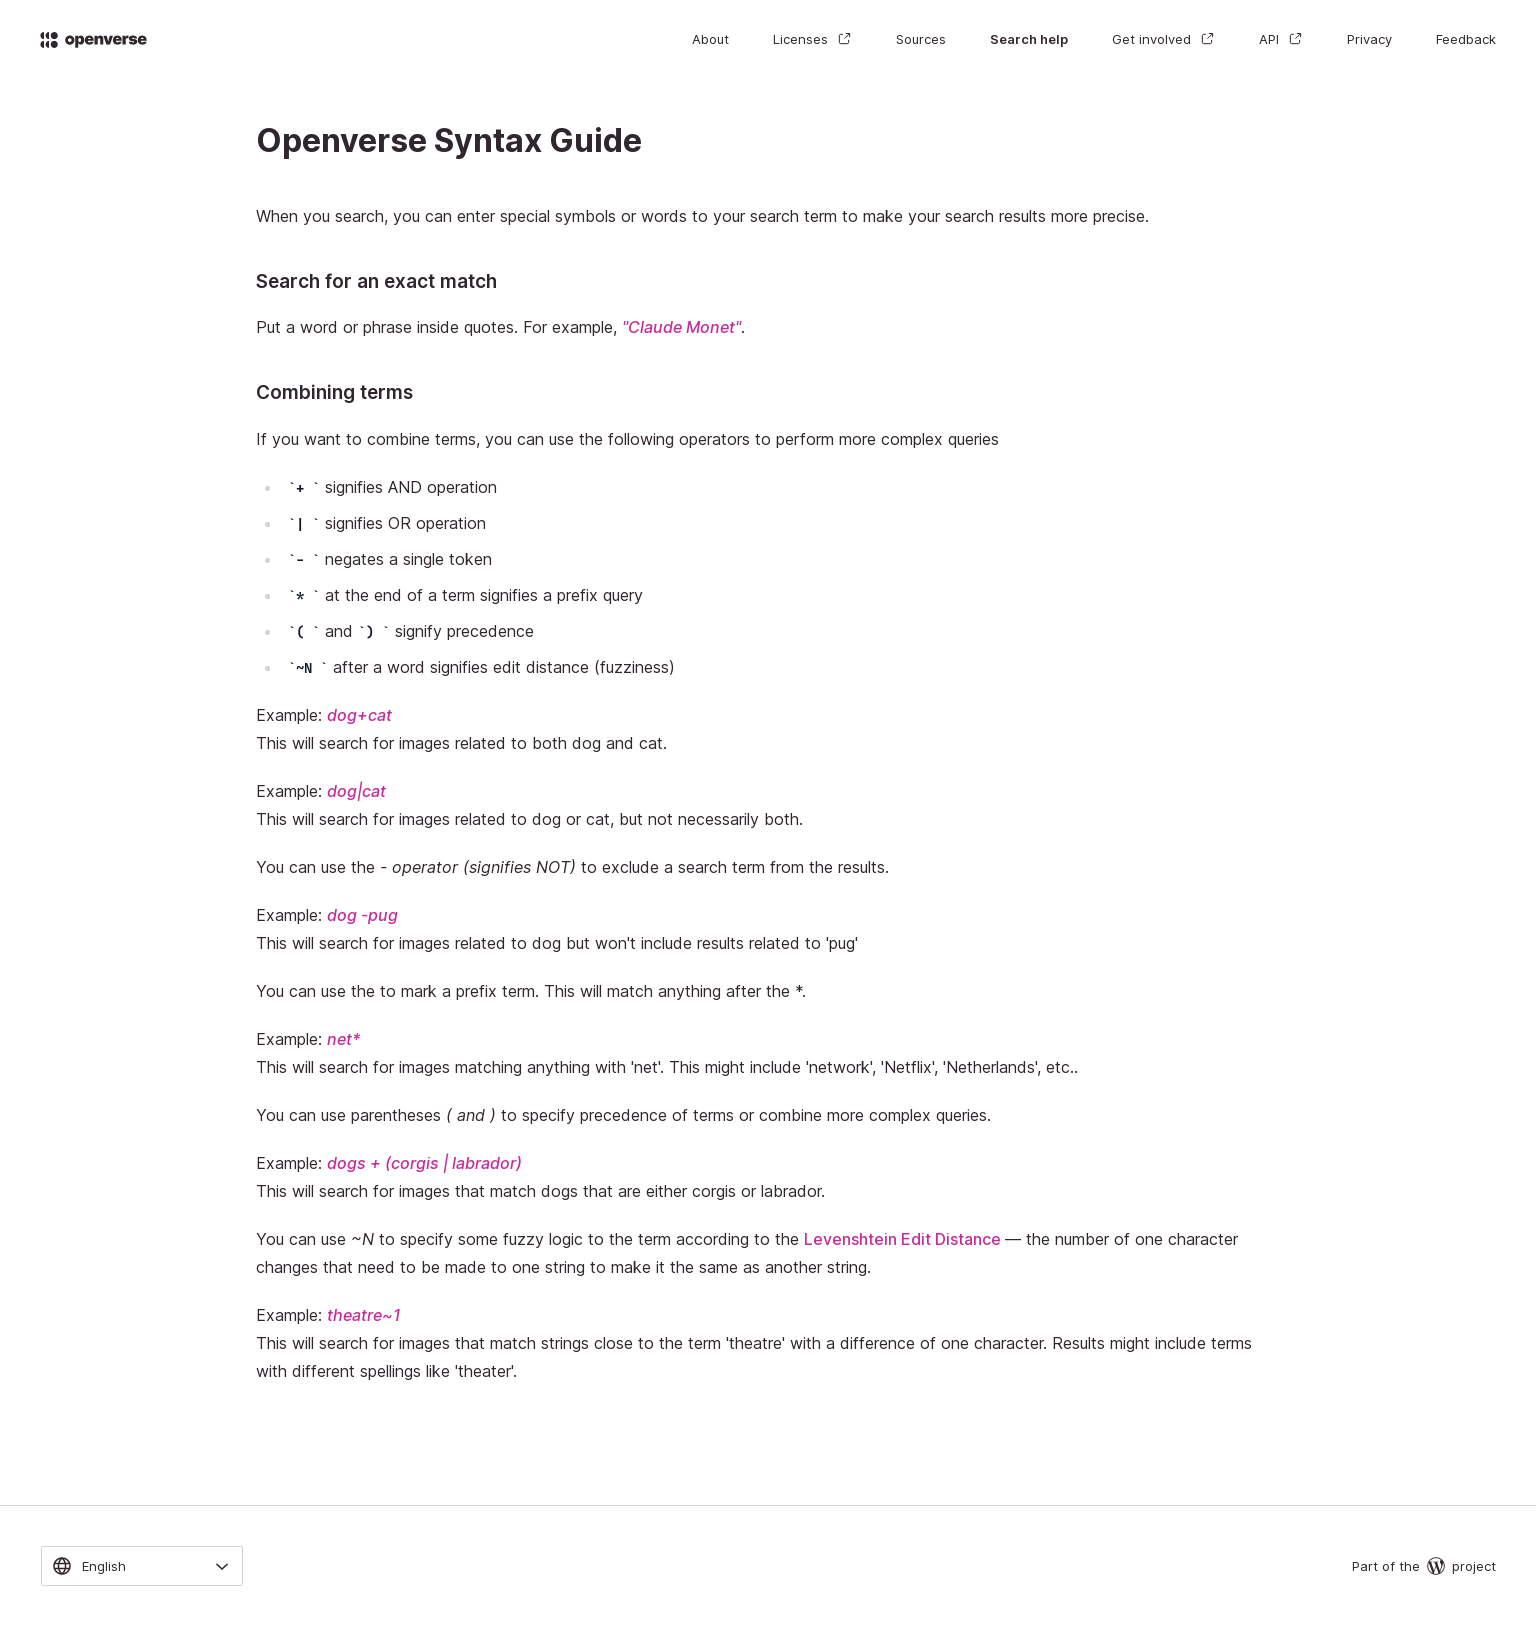 openverse
About Licenses Sources Search help Get involved API Privacy Feedback
Openverse Syntax Guide
When you search, you can enter special symbols or words to your search term to make your search results more precise.
Search for an exact match
Put a word or phrase inside quotes. For example, "Claude Monet".
Combining terms
If you want to combine terms, you can use the following operators to perform more complex queries
`+ ` signifies AND operation
`| ` signifies OR operation
`- ` negates a single token
`* ` at the end of a term signifies a prefix query
`( ` and `) ` signify precedence
`~N ` after a word signifies edit distance (fuzziness)
Example: dog+cat
This will search for images related to both dog and cat.
Example: dog|cat
This will search for images related to dog or cat, but not necessarily both.
You can use the - operator (signifies NOT) to exclude a search term from the results.
Example: dog -pug
This will search for images related to dog but won't include results related to 'pug'
You can use the to mark a prefix term. This will match anything after the *.
Example: net*
This will search for images matching anything with 'net'. This might include 'network', 'Netflix', 'Netherlands', etc..
You can use parentheses ( and ) to specify precedence of terms or combine more complex queries.
Example: dogs + (corgis | labrador)
This will search for images that match dogs that are either corgis or labrador.
You can use ~N to specify some fuzzy logic to the term according to the Levenshtein Edit Distance — the number of one character
changes that need to be made to one string to make it the same as another string.
Example: theatre~1
This will search for images that match strings close to the term 'theatre' with a difference of one character. Results might include terms
with different spellings like 'theater'.
English
Part of the project